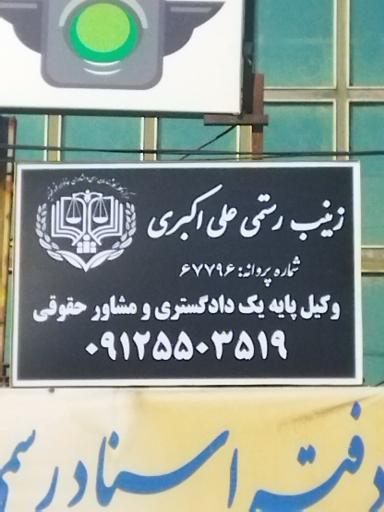 زینب رستمی علی اکبری
شماره پروانه: ۶۷۷۹۶
وکیل پایه یک دادگستری و مشاور حقوقی
۰۹۱۲۵۵۰۳۵۱۹
دفتر اسناد رسمی